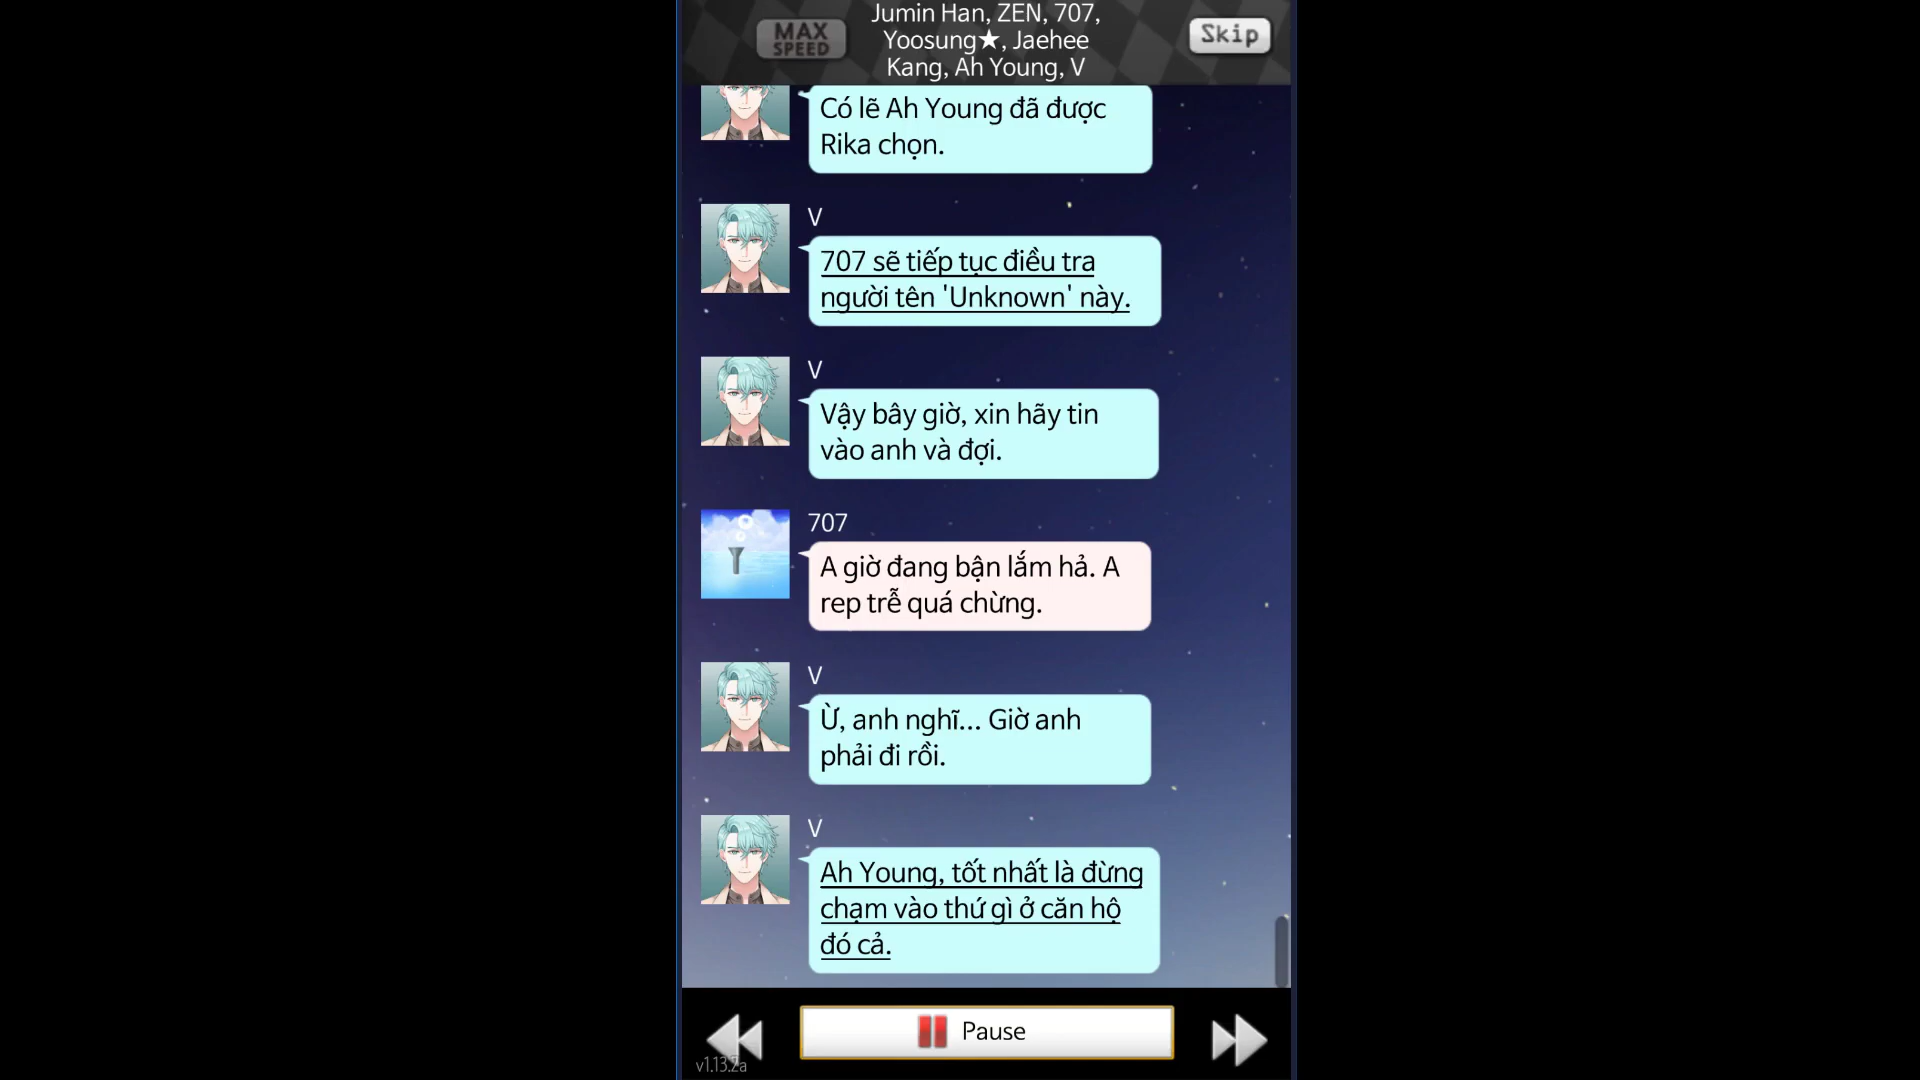 MAX
SPEED
Jumin Han, ZEN, 707,
Yoosung★, Jaehee
Kang, Ah Young, V
Skip
Có lẽ Ah Young đã được
Rika chọn.
V
707 sẽ tiếp tục điều tra
người tên 'Unknown' này.
V
Vậy bây giờ, xin hãy tin
vào anh và đợi.
707
A giờ đang bận lắm hả. A
rep trễ quá chừng.
V
Ừ, anh nghĩ... Giờ anh
phải đi rồi.
V
Ah Young, tốt nhất là đừng
chạm vào thứ gì ở căn hộ
đó cả.
Pause
v1.13.2a